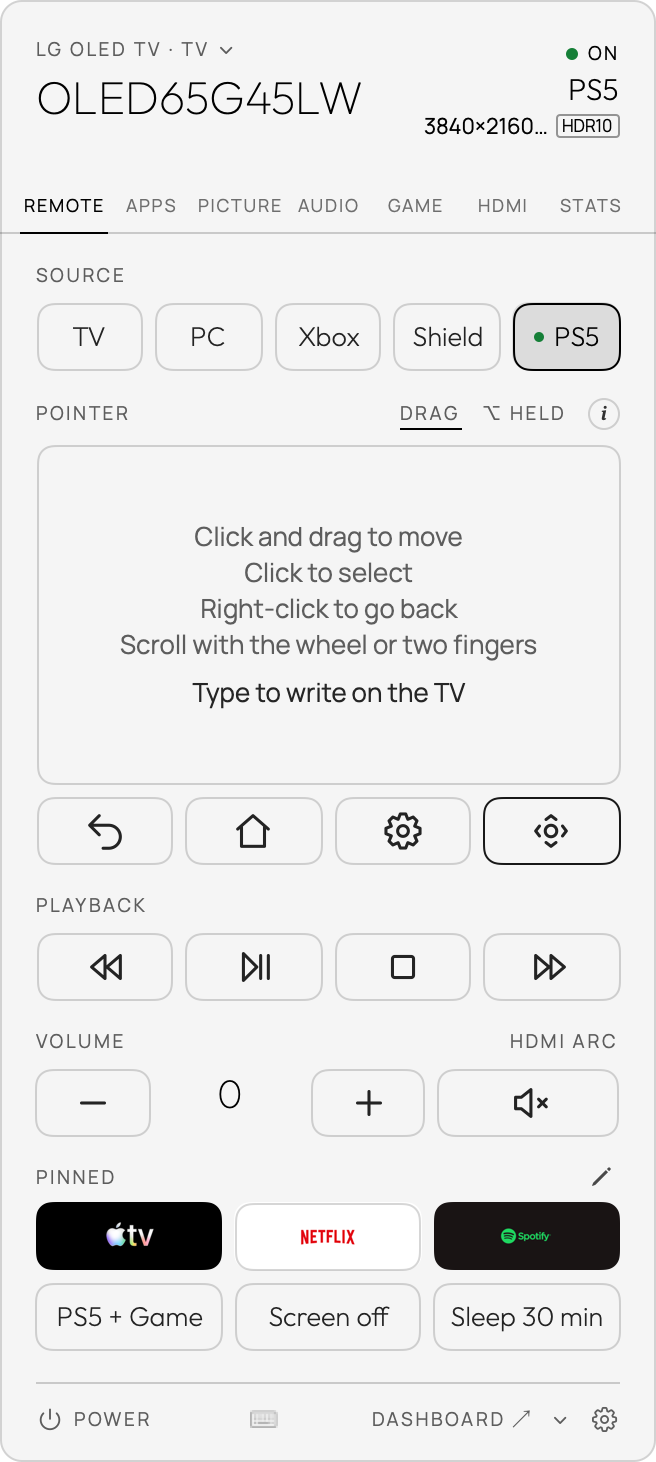 LG OLED TV · TV
ON
OLED65G45LW
PS5
3840×2160… HDR10
REMOTE APPS PICTURE AUDIO GAME HDMI STATS
SOURCE
TV PC Xbox Shield PS5
POINTER DRAG ⌥ HELD i
Click and drag to move
Click to select
Right-click to go back
Scroll with the wheel or two fingers
Type to write on the TV
PLAYBACK
VOLUME HDMI ARC
0
PINNED
tv NETFLIX Spotify
PS5 + Game Screen off Sleep 30 min
POWER DASHBOARD ↗